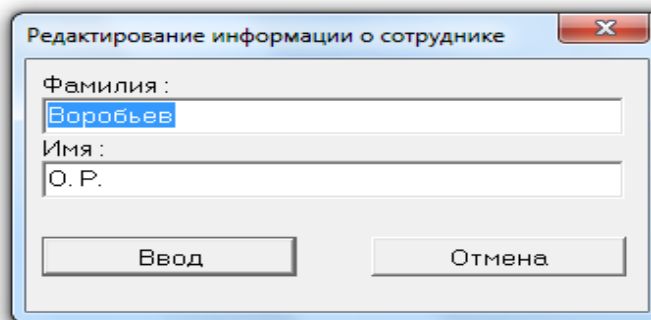 Редактирование информации о сотруднике
Фамилия :
Воробьев
Имя :
О. Р.
Ввод
Отмена